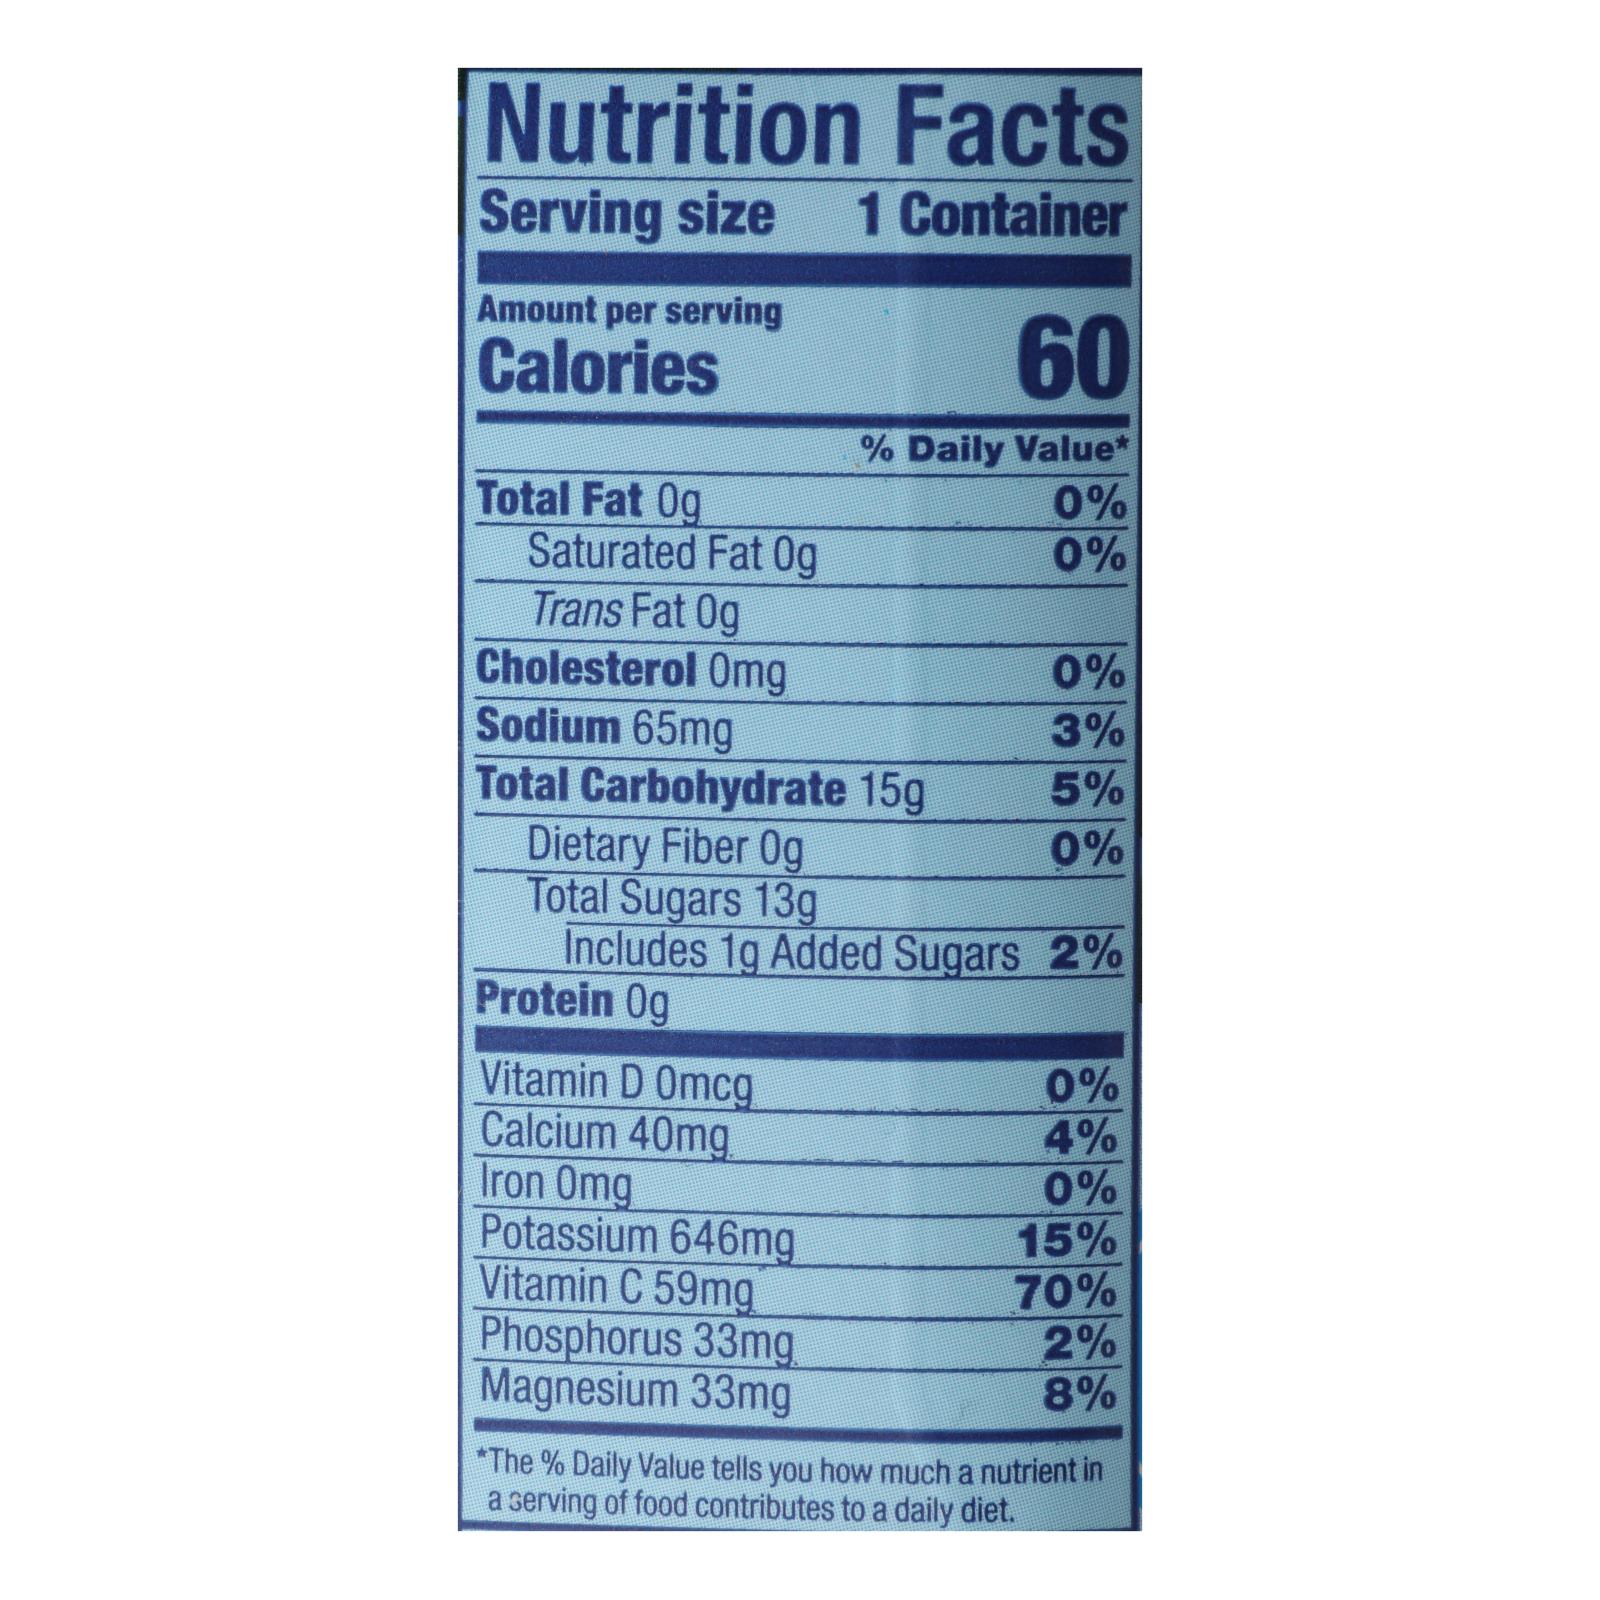 Nutrition Facts
Serving size 1 Container
Amount per serving
Calories 60
% Daily Value*
Total Fat 0g 0%
Saturated Fat 0g 0%
Trans Fat 0g
Cholesterol 0mg 0%
Sodium 65mg 3%
Total Carbohydrate 15g 5%
Dietary Fiber 0g 0%
Total Sugars 13g
Includes 1g Added Sugars 2%
Protein 0g
Vitamin D 0mcg 0%
Calcium 40mg 4%
Iron 0mg 0%
Potassium 646mg 15%
Vitamin C 59mg 70%
Phosphorus 33mg 2%
Magnesium 33mg 8%
*The % Daily Value tells you how much a nutrient in
a serving of food contributes to a daily diet.